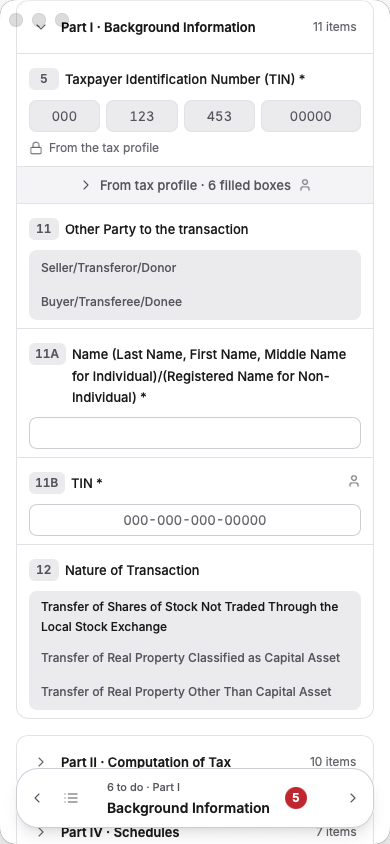 Part I · Background Information 11 items
5 Taxpayer Identification Number (TIN) *
000 123 453 00000
From the tax profile
From tax profile · 6 filled boxes
11 Other Party to the transaction
Seller/Transferor/Donor
Buyer/Transferee/Donee
11A Name (Last Name, First Name, Middle Name
for Individual)/(Registered Name for Non-
Individual) *
11B TIN *
000-000-000-00000
12 Nature of Transaction
Transfer of Shares of Stock Not Traded Through the
Local Stock Exchange
Transfer of Real Property Classified as Capital Asset
Transfer of Real Property Other Than Capital Asset
Part II · Computation of Tax 10 items
6 to do · Part I
Background Information 5
Part IV · Schedules 7 items